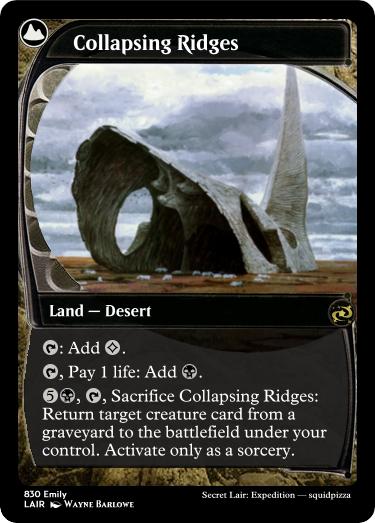 Collapsing Ridges
Land — Desert
: Add .
, Pay 1 life: Add .
5, , Sacrifice Collapsing Ridges:
Return target creature card from a
graveyard to the battlefield under your
control. Activate only as a sorcery.
830 Emily
LAIR Wayne Barlowe
Secret Lair: Expedition — squidpizza